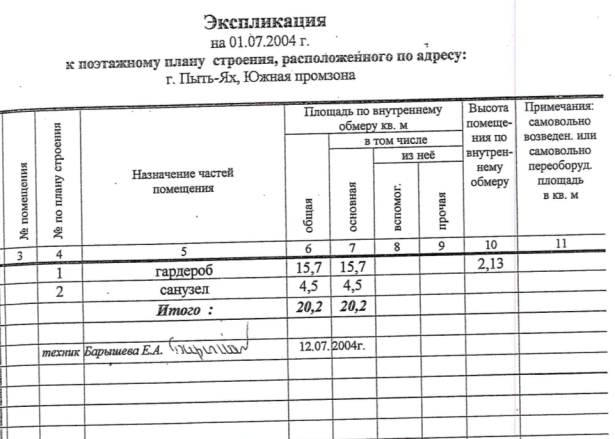 Экспликация
на 01.07.2004 г.
к поэтажному плану строения, расположенного по адресу:
г. Пыть-Ях, Южная промзона
№ помещения
№ по плану строения
Назначение частей
помещения
Площадь по внутреннему
обмеру кв. м
в том числе
из неё
общая
основная
вспомог.
прочая
Высота
помеще-
ния по
внутрен-
нему
обмеру
Примечания:
самовольно
возведен. или
самовольно
переоборуд.
площадь
в кв. м
3 4 5 6 7 8 9 10 11
1 гардероб 15,7 15,7 2,13
2 санузел 4,5 4,5
Итого : 20,2 20,2
техник Барышева Е.А. 12.07.2004г.